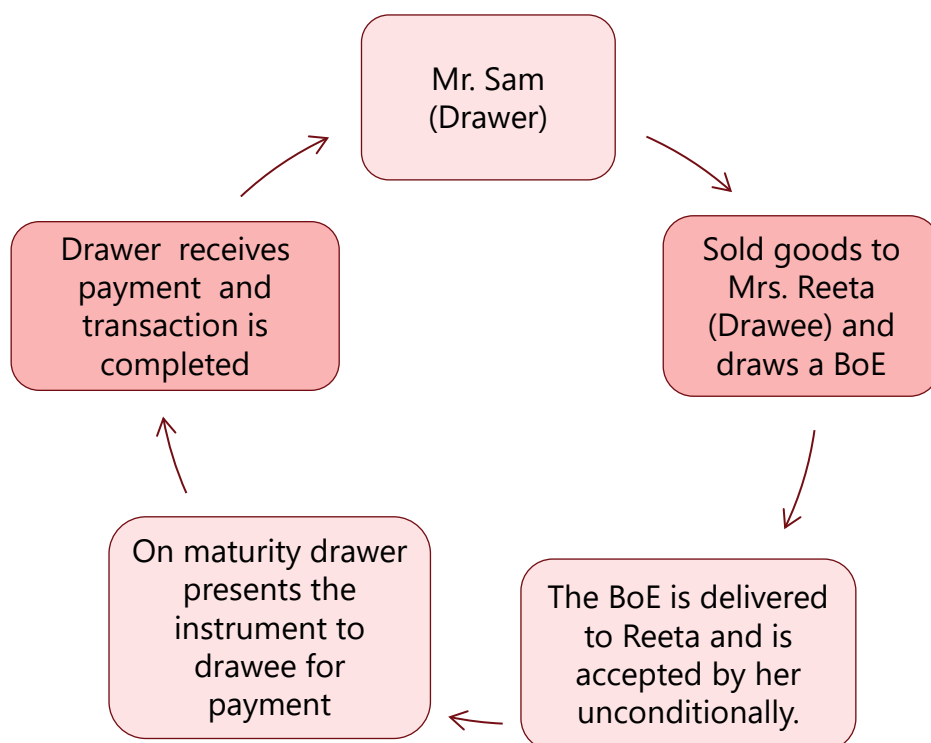 Mr. Sam
(Drawer)
Sold goods to
Mrs. Reeta
(Drawee) and
draws a BoE
The BoE is delivered
to Reeta and is
accepted by her
unconditionally.
On maturity drawer
presents the
instrument to
drawee for
payment
Drawer receives
payment and
transaction is
completed